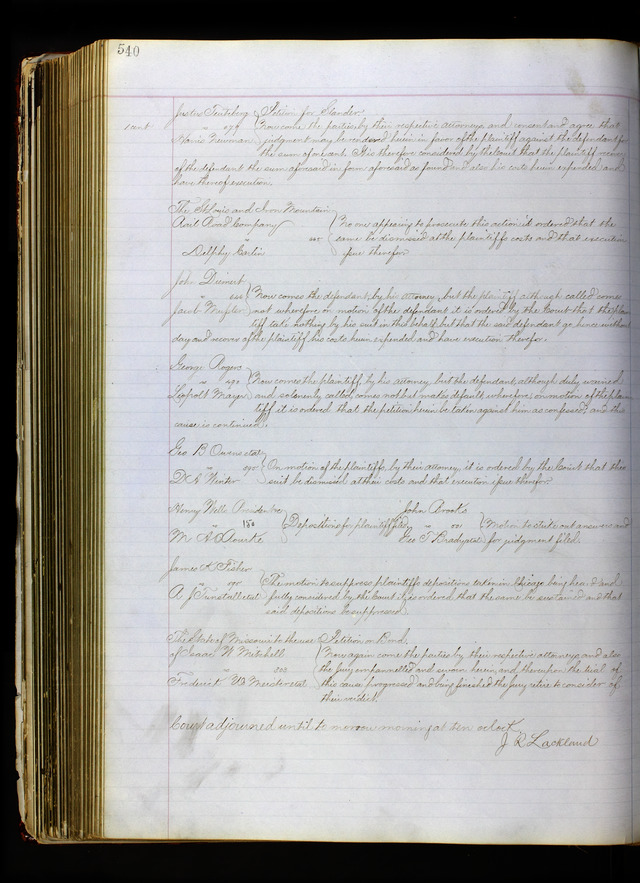 540
Petition for Slander
1 cent vs Now come the parties by their respective attorneys and consent and agree that
judgment may be rendered herein in favor of the plaintiff against the defendant for
the sum of one cent. It is therefore considered by the Court that the plaintiff recover
of the defendant the sum aforesaid in form aforesaid as found and also his costs herein expended and
have thereof execution.
The St Louis and Iron Mountain
Rail Road Company No one appearing to prosecute this action it is ordered that the
vs same be dismissed at the plaintiffs costs and that execution
Delphy Carlin issue therefor
John
Now comes the defendant, by his attorney, but the plaintiff although called comes
Jacob not wherefore on motion of the defendant it is ordered by the Court that the plain
tiff take nothing by his suit in this behalf but that the said defendant go hence without
day and recover of the plaintiff his costs herein expended and have execution therefor.
George Rogers
Now comes the plaintiff, by his attorney but the defendant, although duly warned
Leopold Mayer and solemnly called, comes not but makes default, wherefore, on motion of the plain
tiff it is ordered that the petition herein be taken against him as confessed, and this
cause is continued.
Geo B Owens et al
vs On motion of the plaintiffs, by their attorney, it is ordered by the Court that this
D A suit be dismissed at their costs and that execution issue therefor.
Henry Wells President &c John Brooks
150 Depositions for plaintiff filed vs Motion to strike out answer and
M A Rourke Geo T for judgment filed.
James A Fisher
vs The motion to suppress plaintiffs depositions taken in Chicago being heard and
A J Tunstall et al fully considered by the Court it is ordered that the same be sustained and that
said depositions be suppressed.
The State of Missouri to the use Petition on Bond.
of Isaac W Mitchell Now again come the parties by their respective attorneys and also
the jury empannelled and sworn herein, and thereupon the trial of
Frederick W Meister et al this cause progressed and being finished the jury retire to consider of
their verdict.
Court adjourned until to morrow morning at ten oclock
J R Lackland